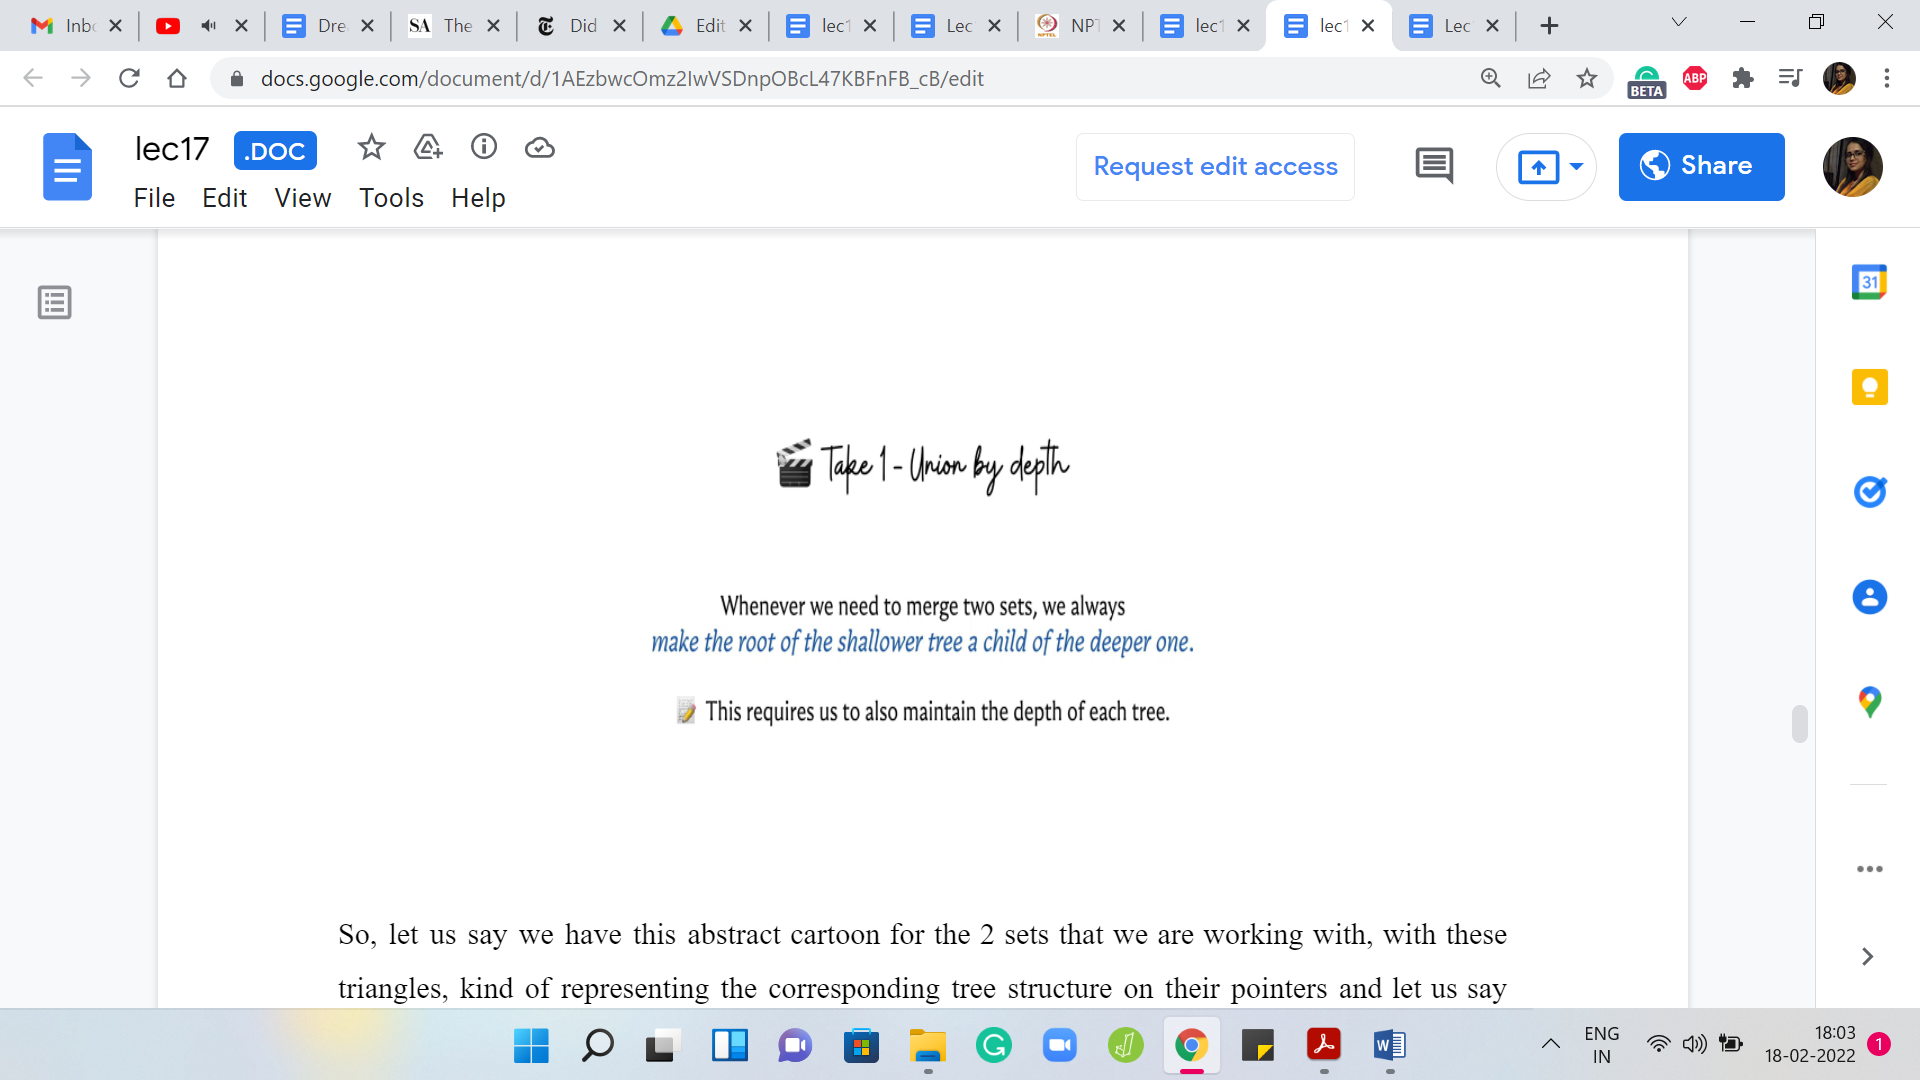 Inbo
Dre
SA The
Did
Edit
lec1
Lec
NPT
lec1
lec1
Lec
docs.google.com/document/d/1AEzbwcOmz2IwVSDnpOBcL47KBFnFB_cB/edit
BETA
ABP
lec17 .DOC
Request edit access
Share
File Edit View Tools Help
31
Take 1 - Union by depth
Whenever we need to merge two sets, we always
make the root of the shallower tree a child of the deeper one.
This requires us to also maintain the depth of each tree.
So, let us say we have this abstract cartoon for the 2 sets that we are working with, with these
triangles, kind of representing the corresponding tree structure on their pointers and let us say
ENG
IN
18:03
18-02-2022
1